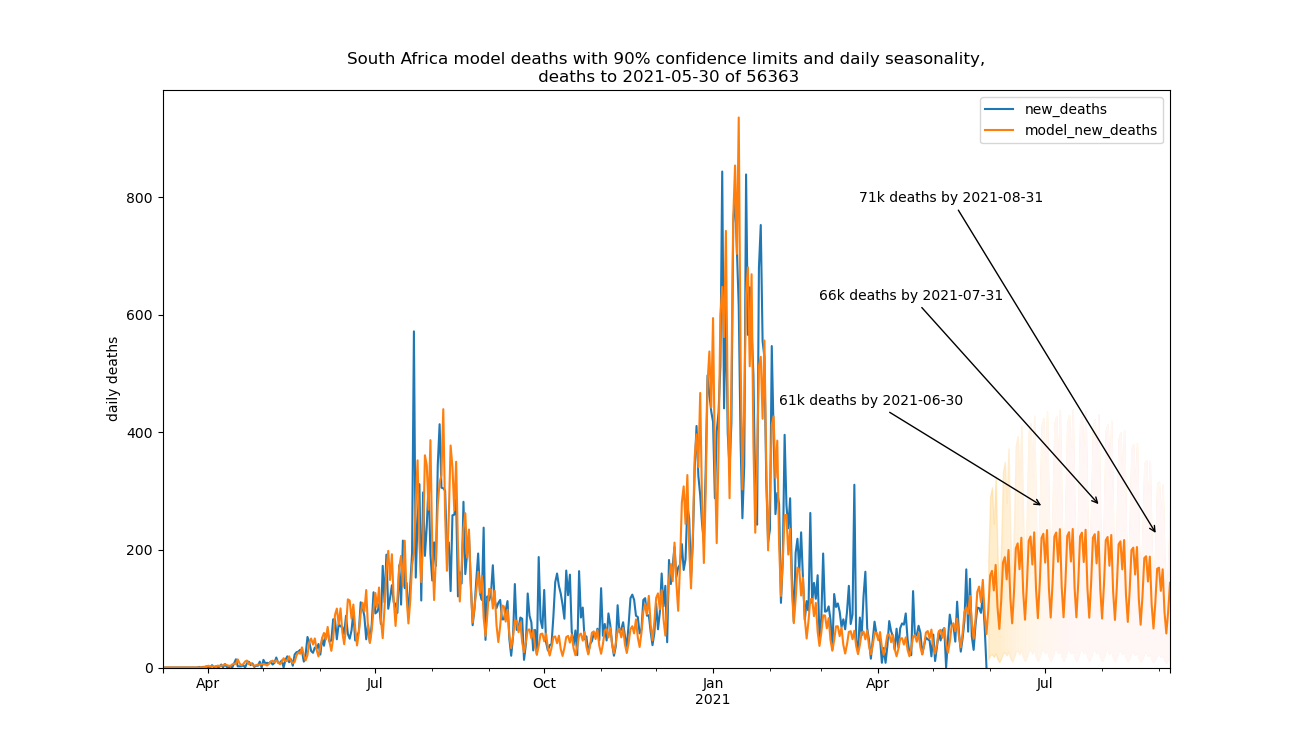 South Africa model deaths with 90% confidence limits and daily seasonality,
deaths to 2021-05-30 of 56363
new_deaths
model_new_deaths
800
71k deaths by 2021-08-31
66k deaths by 2021-07-31
600
daily deaths
400
61k deaths by 2021-06-30
200
0
Apr
Jul
Oct
Jan
2021
Apr
Jul